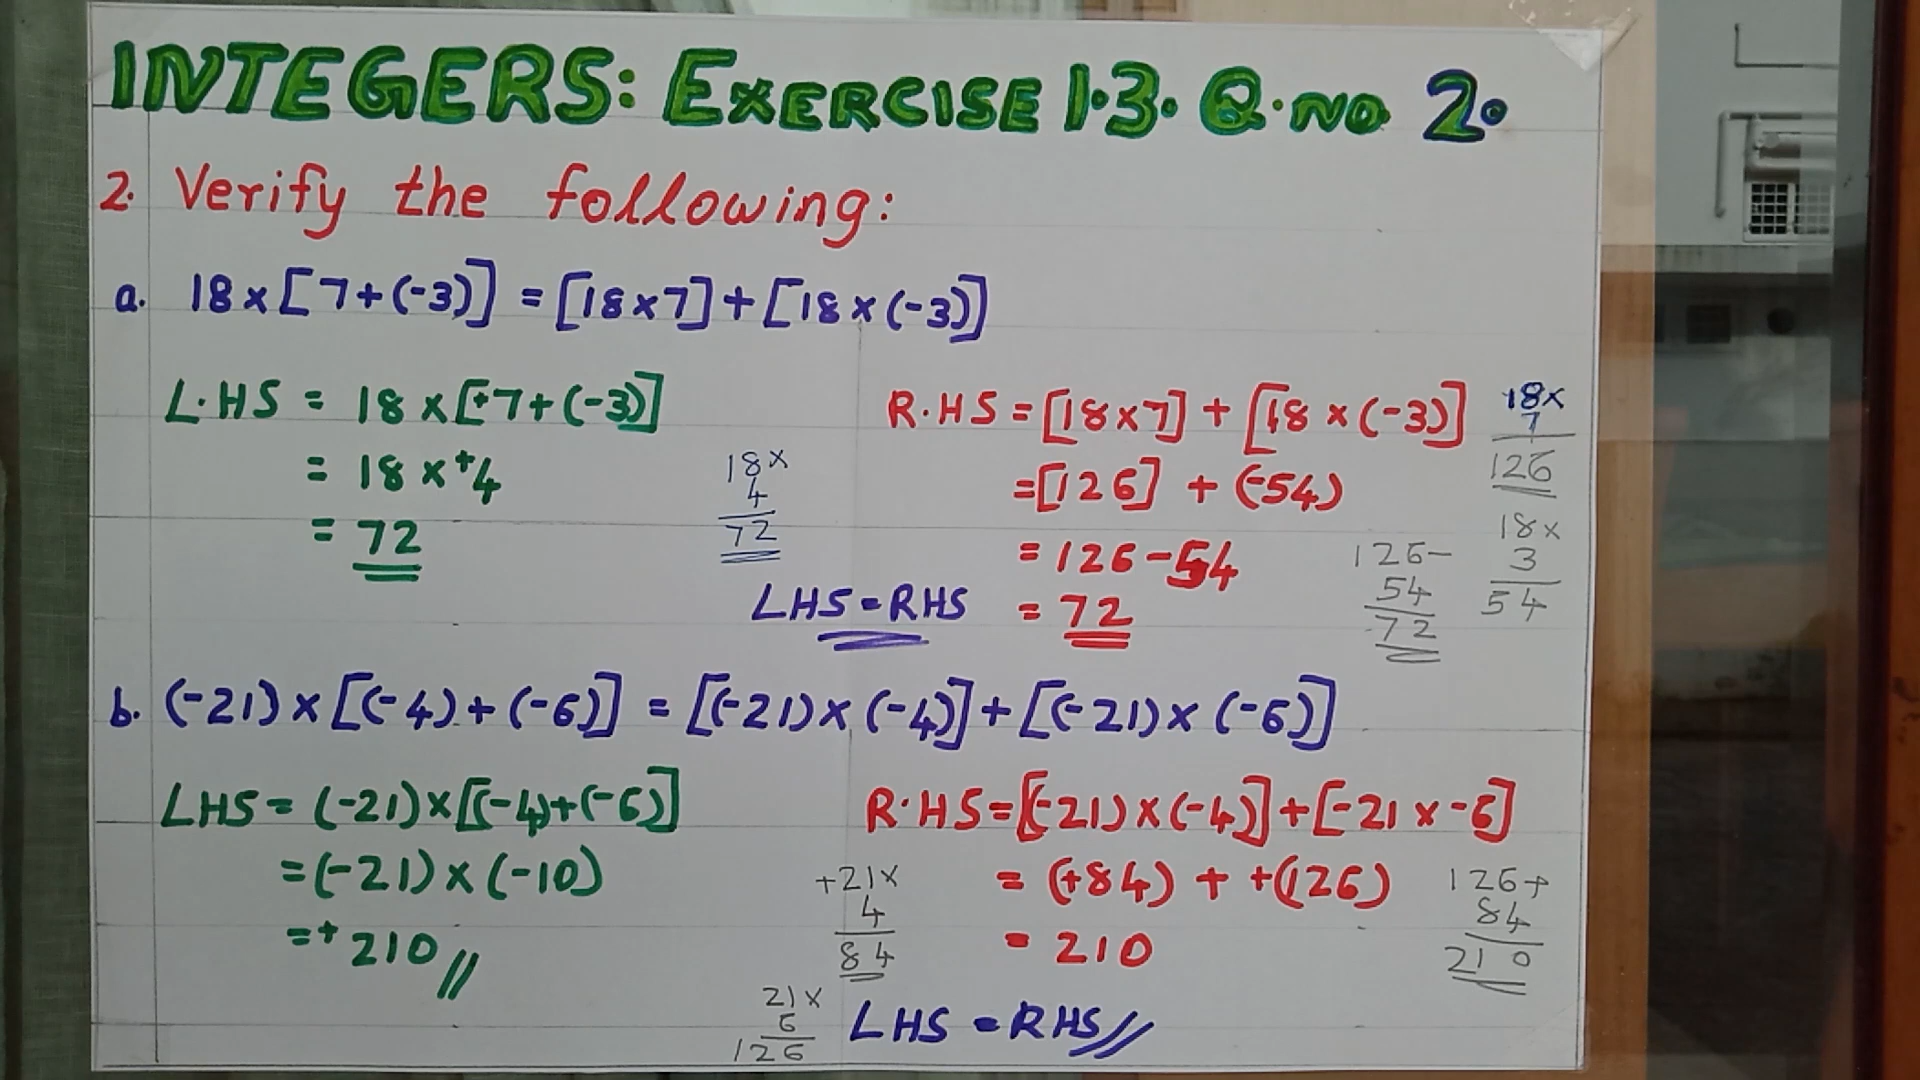 INTEGERS: EXERCISE 1.3. Q.no 2.
2. Verify the following:
a. 18×[7+(-3)] = [18×7]+[18×(-3)]
L.HS = 18×[+7+(-3)]
= 18×+4
= 72
18×
4
72
R.HS = [18×7] + [18×(-3)]
=[126] + (-54)
= 126-54
= 72
18×
7
126
18×
3
54
126-
54
72
LHS=RHS
b. (-21)×[(-4)+(-6)] = [(-21)×(-4)]+[(-21)×(-6)]
LHS = (-21)×[(-4)+(-6)]
=(-21)×(-10)
=+210//
+21×
4
84
21×
6
126
R.HS=[(-21)×(-4)]+[-21×-6]
= (+84) + +(126)
= 210
126+
84
210
LHS = RHS//